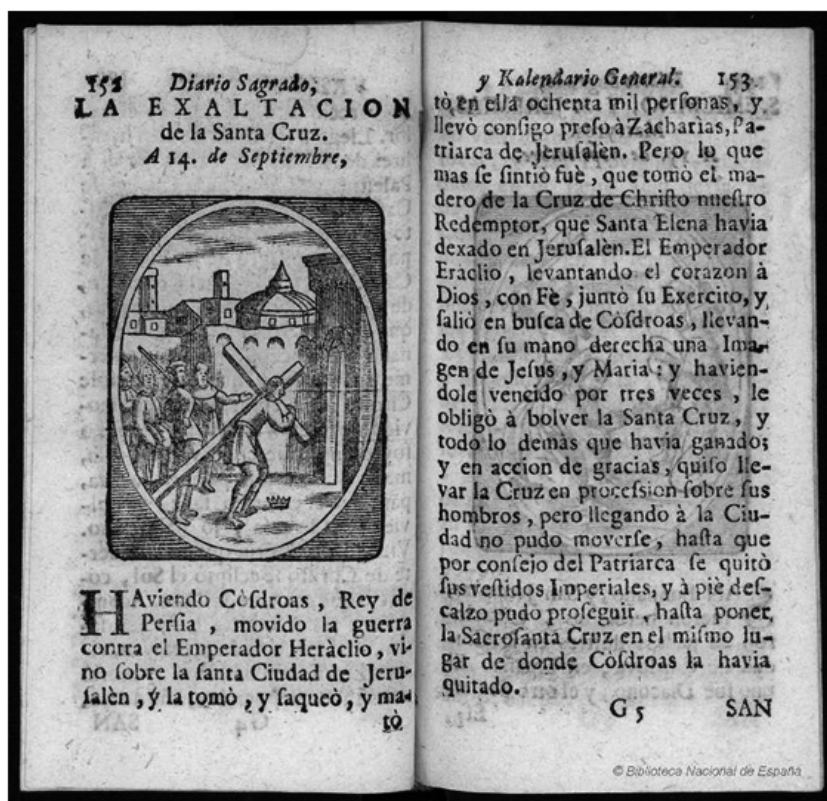 152 Diario Sagrado,
LA EXALTACION
de la Santa Cruz.
A 14. de Septiembre,
HAviendo Còſdroas, Rey de
Perſia, movido la guerra
contra el Emperador Heràclio, vi-
no ſobre la ſanta Ciudad de Jeru-
ſalèn, y la tomò, y ſaqueò, y ma-
tò
y Kalendario General. 153
tò en ella ochenta mil perſonas, y
llevò conſigo preſo à Zacharìas, Pa-
triarca de Jeruſalèn. Pero lo que
mas ſe ſintiò fuè, que tomò el ma-
dero de la Cruz de Chriſto nueſtro
Redemptor, que Santa Elena havia
dexado en Jeruſalèn. El Emperador
Eraclio, levantando el corazon à
Dios, con Fè, juntò ſu Exercito, y
ſaliò en buſca de Còſdroas, llevan-
do en ſu mano derecha una Ima-
gen de Jeſus, y Maria: y havien-
dole vencido por tres veces, le
obligò à bolver la Santa Cruz, y
todo lo demàs que havia ganado;
y en accion de gracias, quiſo lle-
var la Cruz en proceſsion ſobre ſus
hombros, pero llegando à la Ciu-
dad no pudo moverſe, haſta que
por conſejo del Patriarca ſe quitò
ſus veſtidos Imperiales, y à piè deſ-
calzo pudo proſeguir, haſta poner
la Sacroſanta Cruz en el miſmo lu-
gar de donde Còſdroas la havia
quitado.
G 5 SAN
© Biblioteca Nacional de España